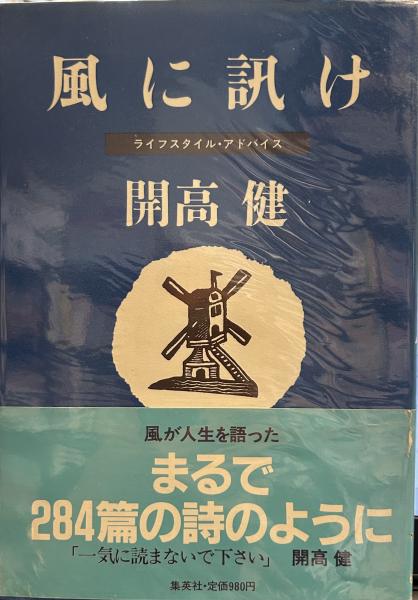 風に訊け
ライフスタイル・アドバイス
開高 健
風が人生を語った
まるで
284篇の詩のように
「一気に読まないで下さい」 開高 健
集英社・定価980円